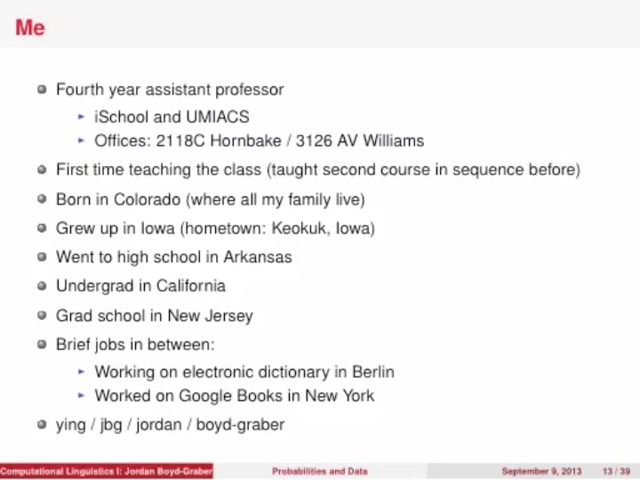 Me
Fourth year assistant professor
iSchool and UMIACS
Offices: 2118C Hornbake / 3126 AV Williams
First time teaching the class (taught second course in sequence before)
Born in Colorado (where all my family live)
Grew up in Iowa (hometown: Keokuk, Iowa)
Went to high school in Arkansas
Undergrad in California
Grad school in New Jersey
Brief jobs in between:
Working on electronic dictionary in Berlin
Worked on Google Books in New York
ying / jbg / jordan / boyd-graber
Computational Linguistics I: Jordan Boyd-Graber Probabilities and Data September 9, 2013 13 / 39